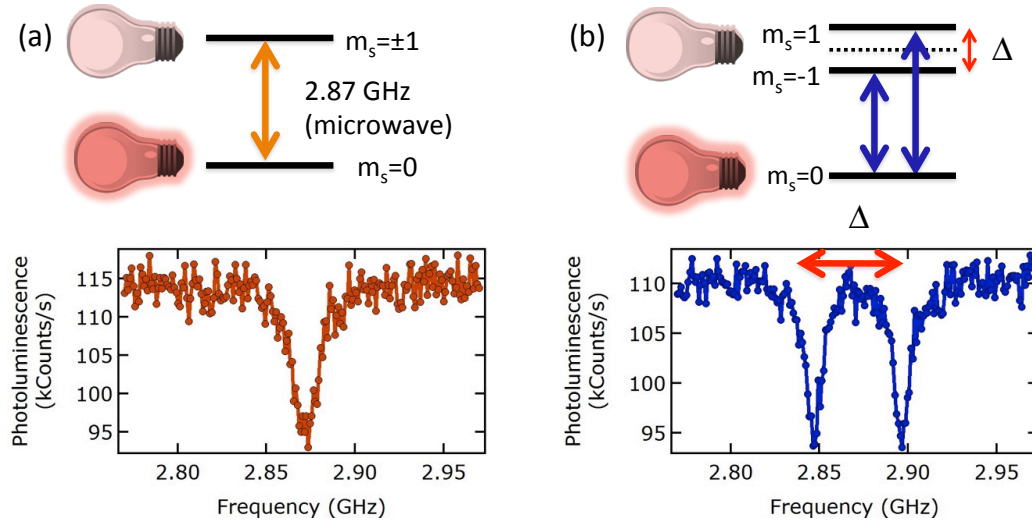 (a)
m_s=±1
2.87 GHz
(microwave)
m_s=0
Photoluminescence
(kCounts/s)
115
110
105
100
95
2.80 2.85 2.90 2.95
Frequency (GHz)
(b)
m_s=1
Δ
m_s=-1
m_s=0
Δ
Photoluminescence
(kCounts/s)
110
105
100
95
2.80 2.85 2.90 2.95
Frequency (GHz)